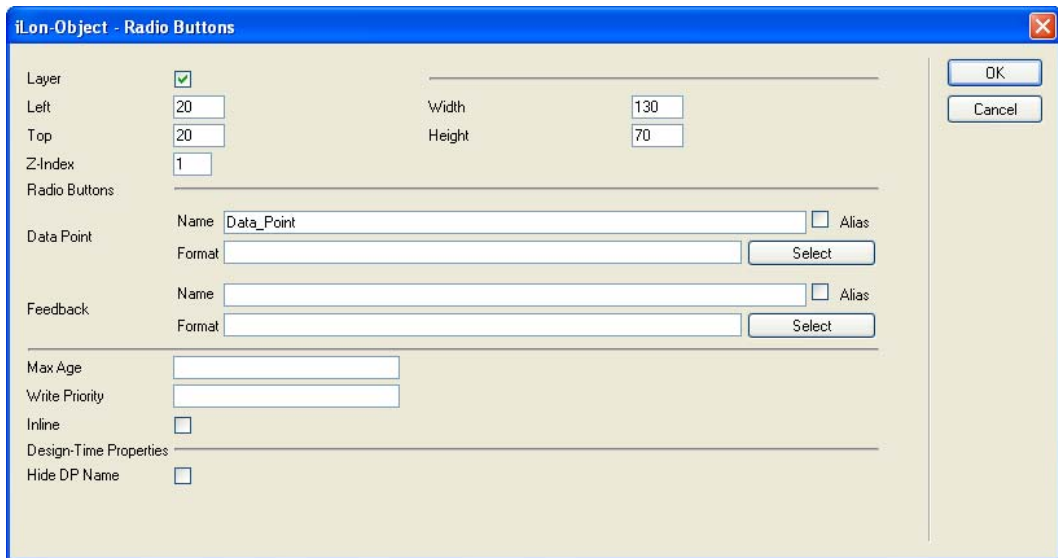 iLon-Object - Radio Buttons
Layer
OK
Left 20 Width 130
Cancel
Top 20 Height 70
Z-Index 1
Radio Buttons
Data Point
Name Data_Point Alias
Format Select
Feedback
Name Alias
Format Select
Max Age
Write Priority
Inline
Design-Time Properties
Hide DP Name